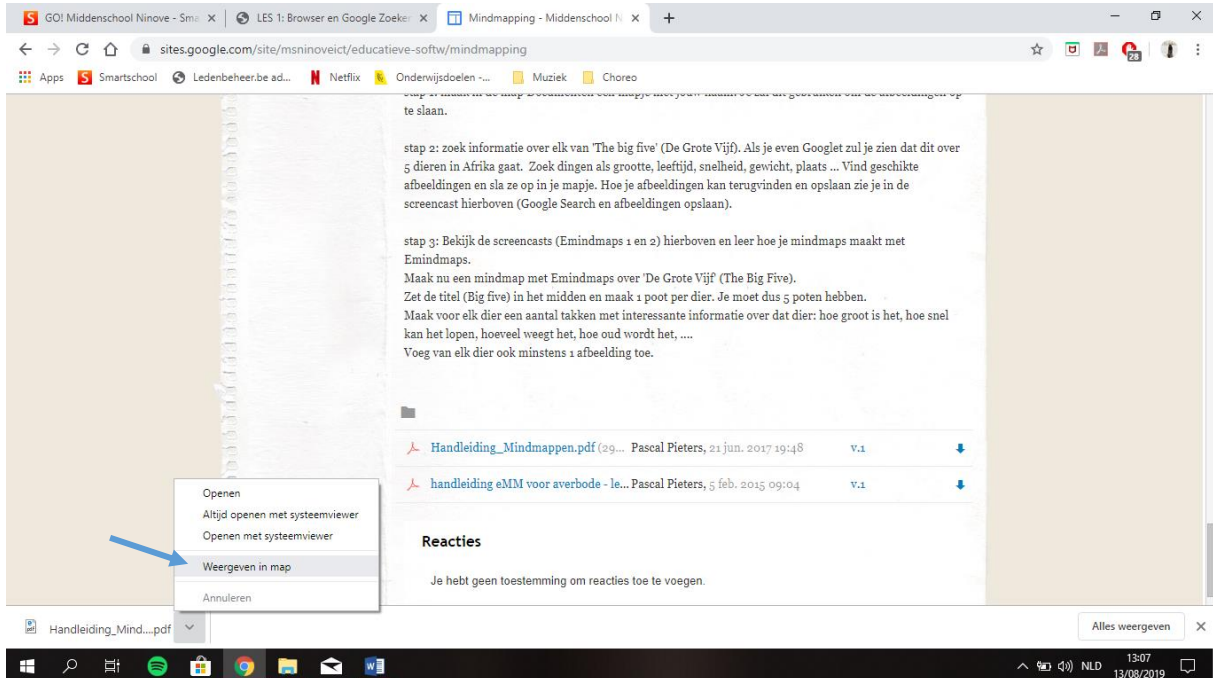 GO! Middenschool Ninove - Sma
LES 1: Browser en Google Zoeker
Mindmapping - Middenschool N
sites.google.com/site/msninoveict/educatieve-softw/mindmapping
28
Apps Smartschool Ledenbeheer.be ad... Netflix Onderwijsdoelen -... Muziek Choreo
te slaan.
stap 2: zoek informatie over elk van 'The big five' (De Grote Vijf). Als je even Googlet zul je zien dat dit over
5 dieren in Afrika gaat. Zoek dingen als grootte, leeftijd, snelheid, gewicht, plaats ... Vind geschikte
afbeeldingen en sla ze op in je mapje. Hoe je afbeeldingen kan terugvinden en opslaan zie je in de
screencast hierboven (Google Search en afbeeldingen opslaan).
stap 3: Bekijk de screencasts (Emindmaps 1 en 2) hierboven en leer hoe je mindmaps maakt met
Emindmaps.
Maak nu een mindmap met Emindmaps over 'De Grote Vijf' (The Big Five).
Zet de titel (Big five) in het midden en maak 1 poot per dier. Je moet dus 5 poten hebben.
Maak voor elk dier een aantal takken met interessante informatie over dat dier: hoe groot is het, hoe snel
kan het lopen, hoeveel weegt het, hoe oud wordt het, ....
Voeg van elk dier ook minstens 1 afbeelding toe.
Handleiding_Mindmappen.pdf (29... Pascal Pieters, 21 jun. 2017 19:48 v.1
handleiding eMM voor averbode - le... Pascal Pieters, 5 feb. 2015 09:04 v.1
Reacties
Je hebt geen toestemming om reacties toe te voegen.
Openen
Altijd openen met systeemviewer
Openen met systeemviewer
Weergeven in map
Annuleren
Handleiding_Mind....pdf
Alles weergeven
NLD
13:07
13/08/2019